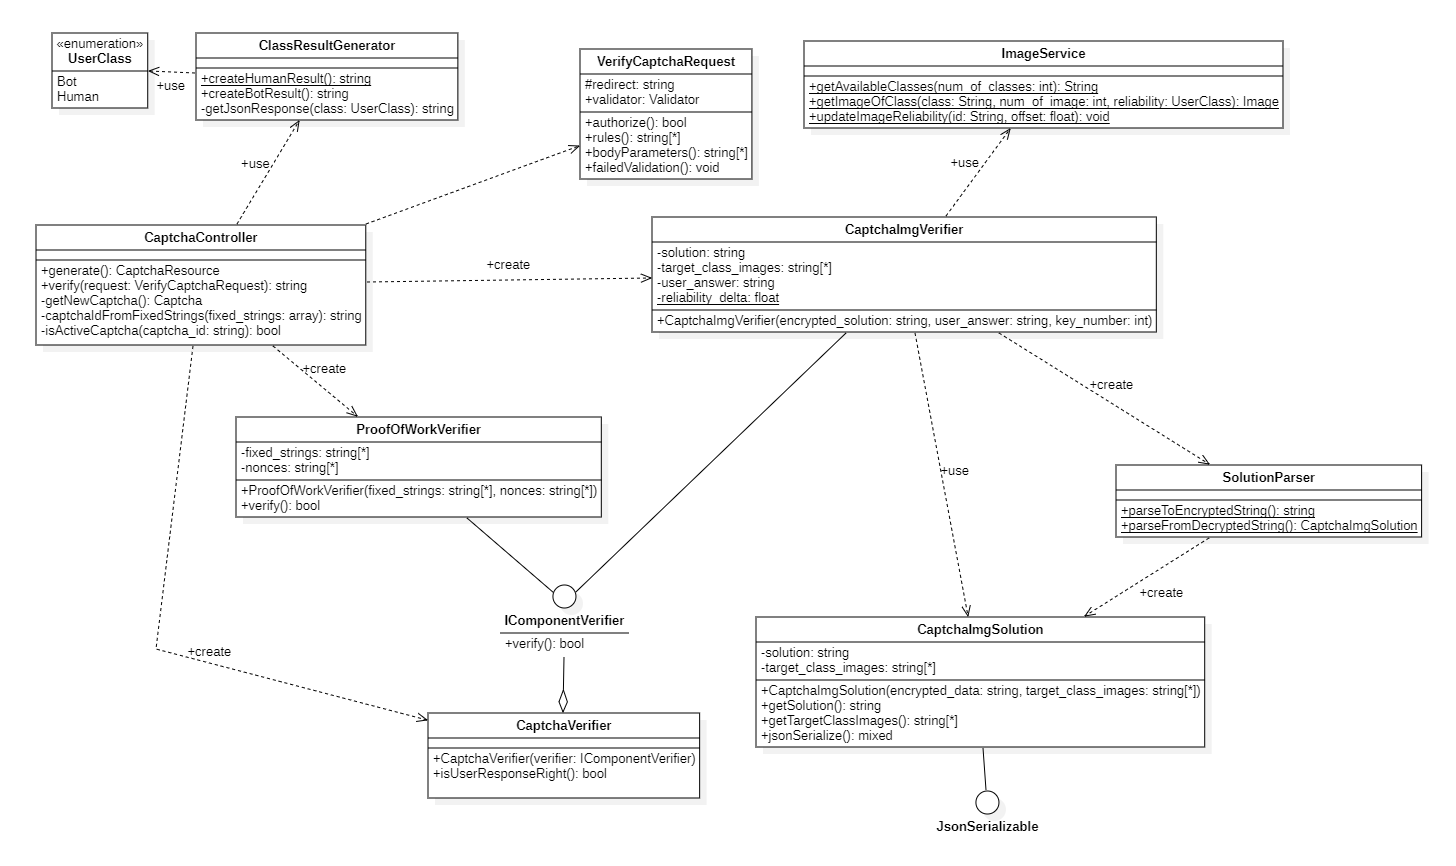 «enumeration»
UserClass
Bot
Human
+use
ClassResultGenerator
+createHumanResult(): string
+createBotResult(): string
-getJsonResponse(class: UserClass): string
VerifyCaptchaRequest
#redirect: string
+validator: Validator
+authorize(): bool
+rules(): string[*]
+bodyParameters(): string[*]
+failedValidation(): void
ImageService
+getAvailableClasses(num_of_classes: int): String
+getImageOfClass(class: String, num_of_image: int, reliability: UserClass): Image
+updateImageReliability(id: String, offset: float): void
+use
+use
CaptchaController
+generate(): CaptchaResource
+verify(request: VerifyCaptchaRequest): string
-getNewCaptcha(): Captcha
-captchaIdFromFixedStrings(fixed_strings: array): string
-isActiveCaptcha(captcha_id: string): bool
+create
CaptchaImgVerifier
-solution: string
-target_class_images: string[*]
-user_answer: string
-reliability_delta: float
+CaptchaImgVerifier(encrypted_solution: string, user_answer: string, key_number: int)
+create
+create
ProofOfWorkVerifier
-fixed_strings: string[*]
-nonces: string[*]
+ProofOfWorkVerifier(fixed_strings: string[*], nonces: string[*])
+verify(): bool
+use
SolutionParser
+parseToEncryptedString(): string
+parseFromDecryptedString(): CaptchaImgSolution
+create
IComponentVerifier
+verify(): bool
+create
CaptchaImgSolution
-solution: string
-target_class_images: string[*]
+CaptchaImgSolution(encrypted_data: string, target_class_images: string[*])
+getSolution(): string
+getTargetClassImages(): string[*]
+jsonSerialize(): mixed
CaptchaVerifier
+CaptchaVerifier(verifier: IComponentVerifier)
+isUserResponseRight(): bool
JsonSerializable